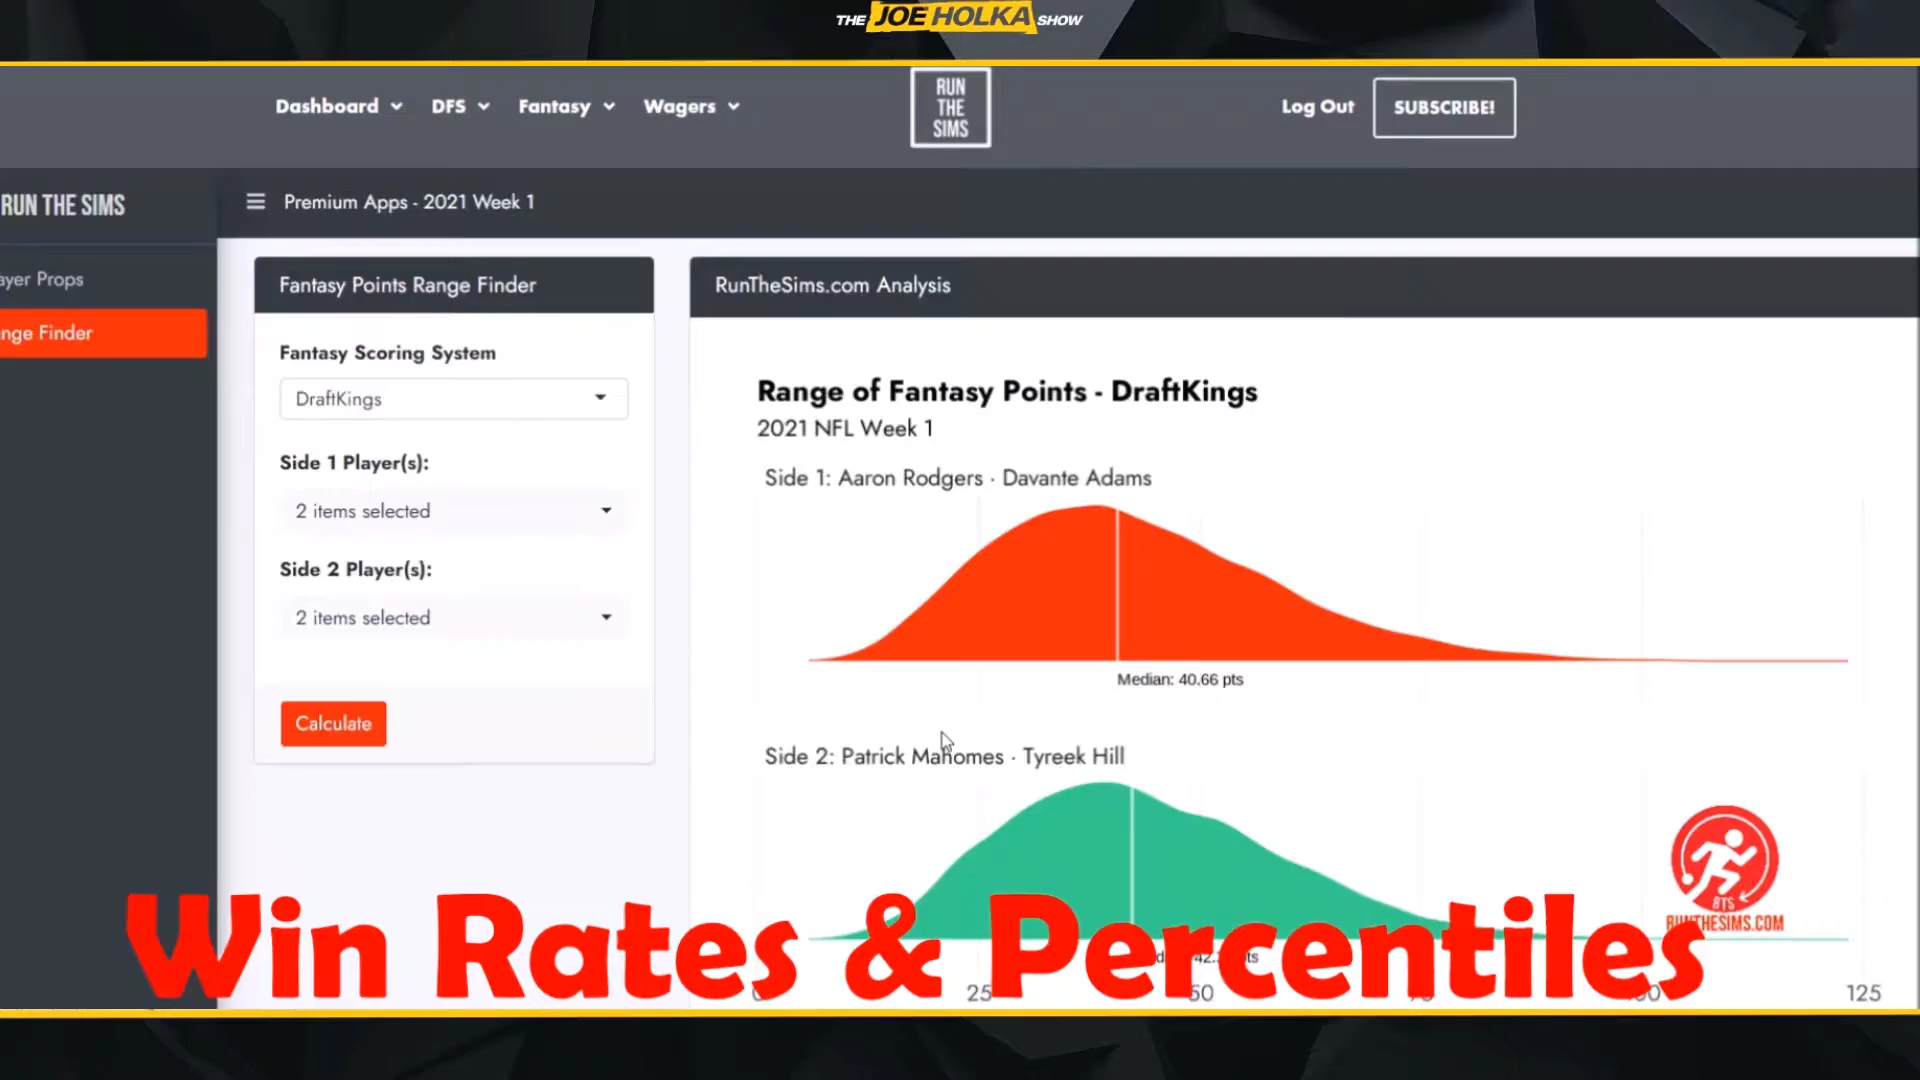 THE JOE HOLKA SHOW
Dashboard DFS Fantasy Wagers
RUN
THE
SIMS
Log Out SUBSCRIBE!
RUN THE SIMS
Premium Apps - 2021 Week 1
ayer Props
nge Finder
Fantasy Points Range Finder
Fantasy Scoring System
DraftKings
Side 1 Player(s):
2 items selected
Side 2 Player(s):
2 items selected
Calculate
RunTheSims.com Analysis
Range of Fantasy Points - DraftKings
2021 NFL Week 1
Side 1: Aaron Rodgers · Davante Adams
Median: 40.66 pts
Side 2: Patrick Mahomes · Tyreek Hill
RTS
RUNTHESIMS.COM
Win Rates & Percentiles
25 50 125